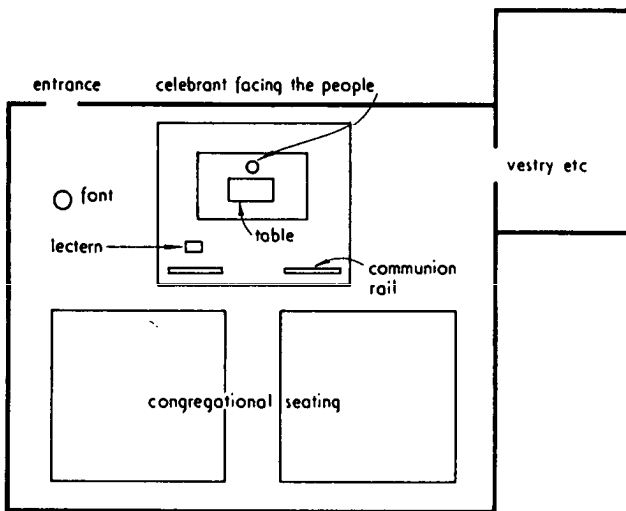 entrance
celebrant facing the people
vestry etc
font
table
lectern
communion
rail
congregational seating